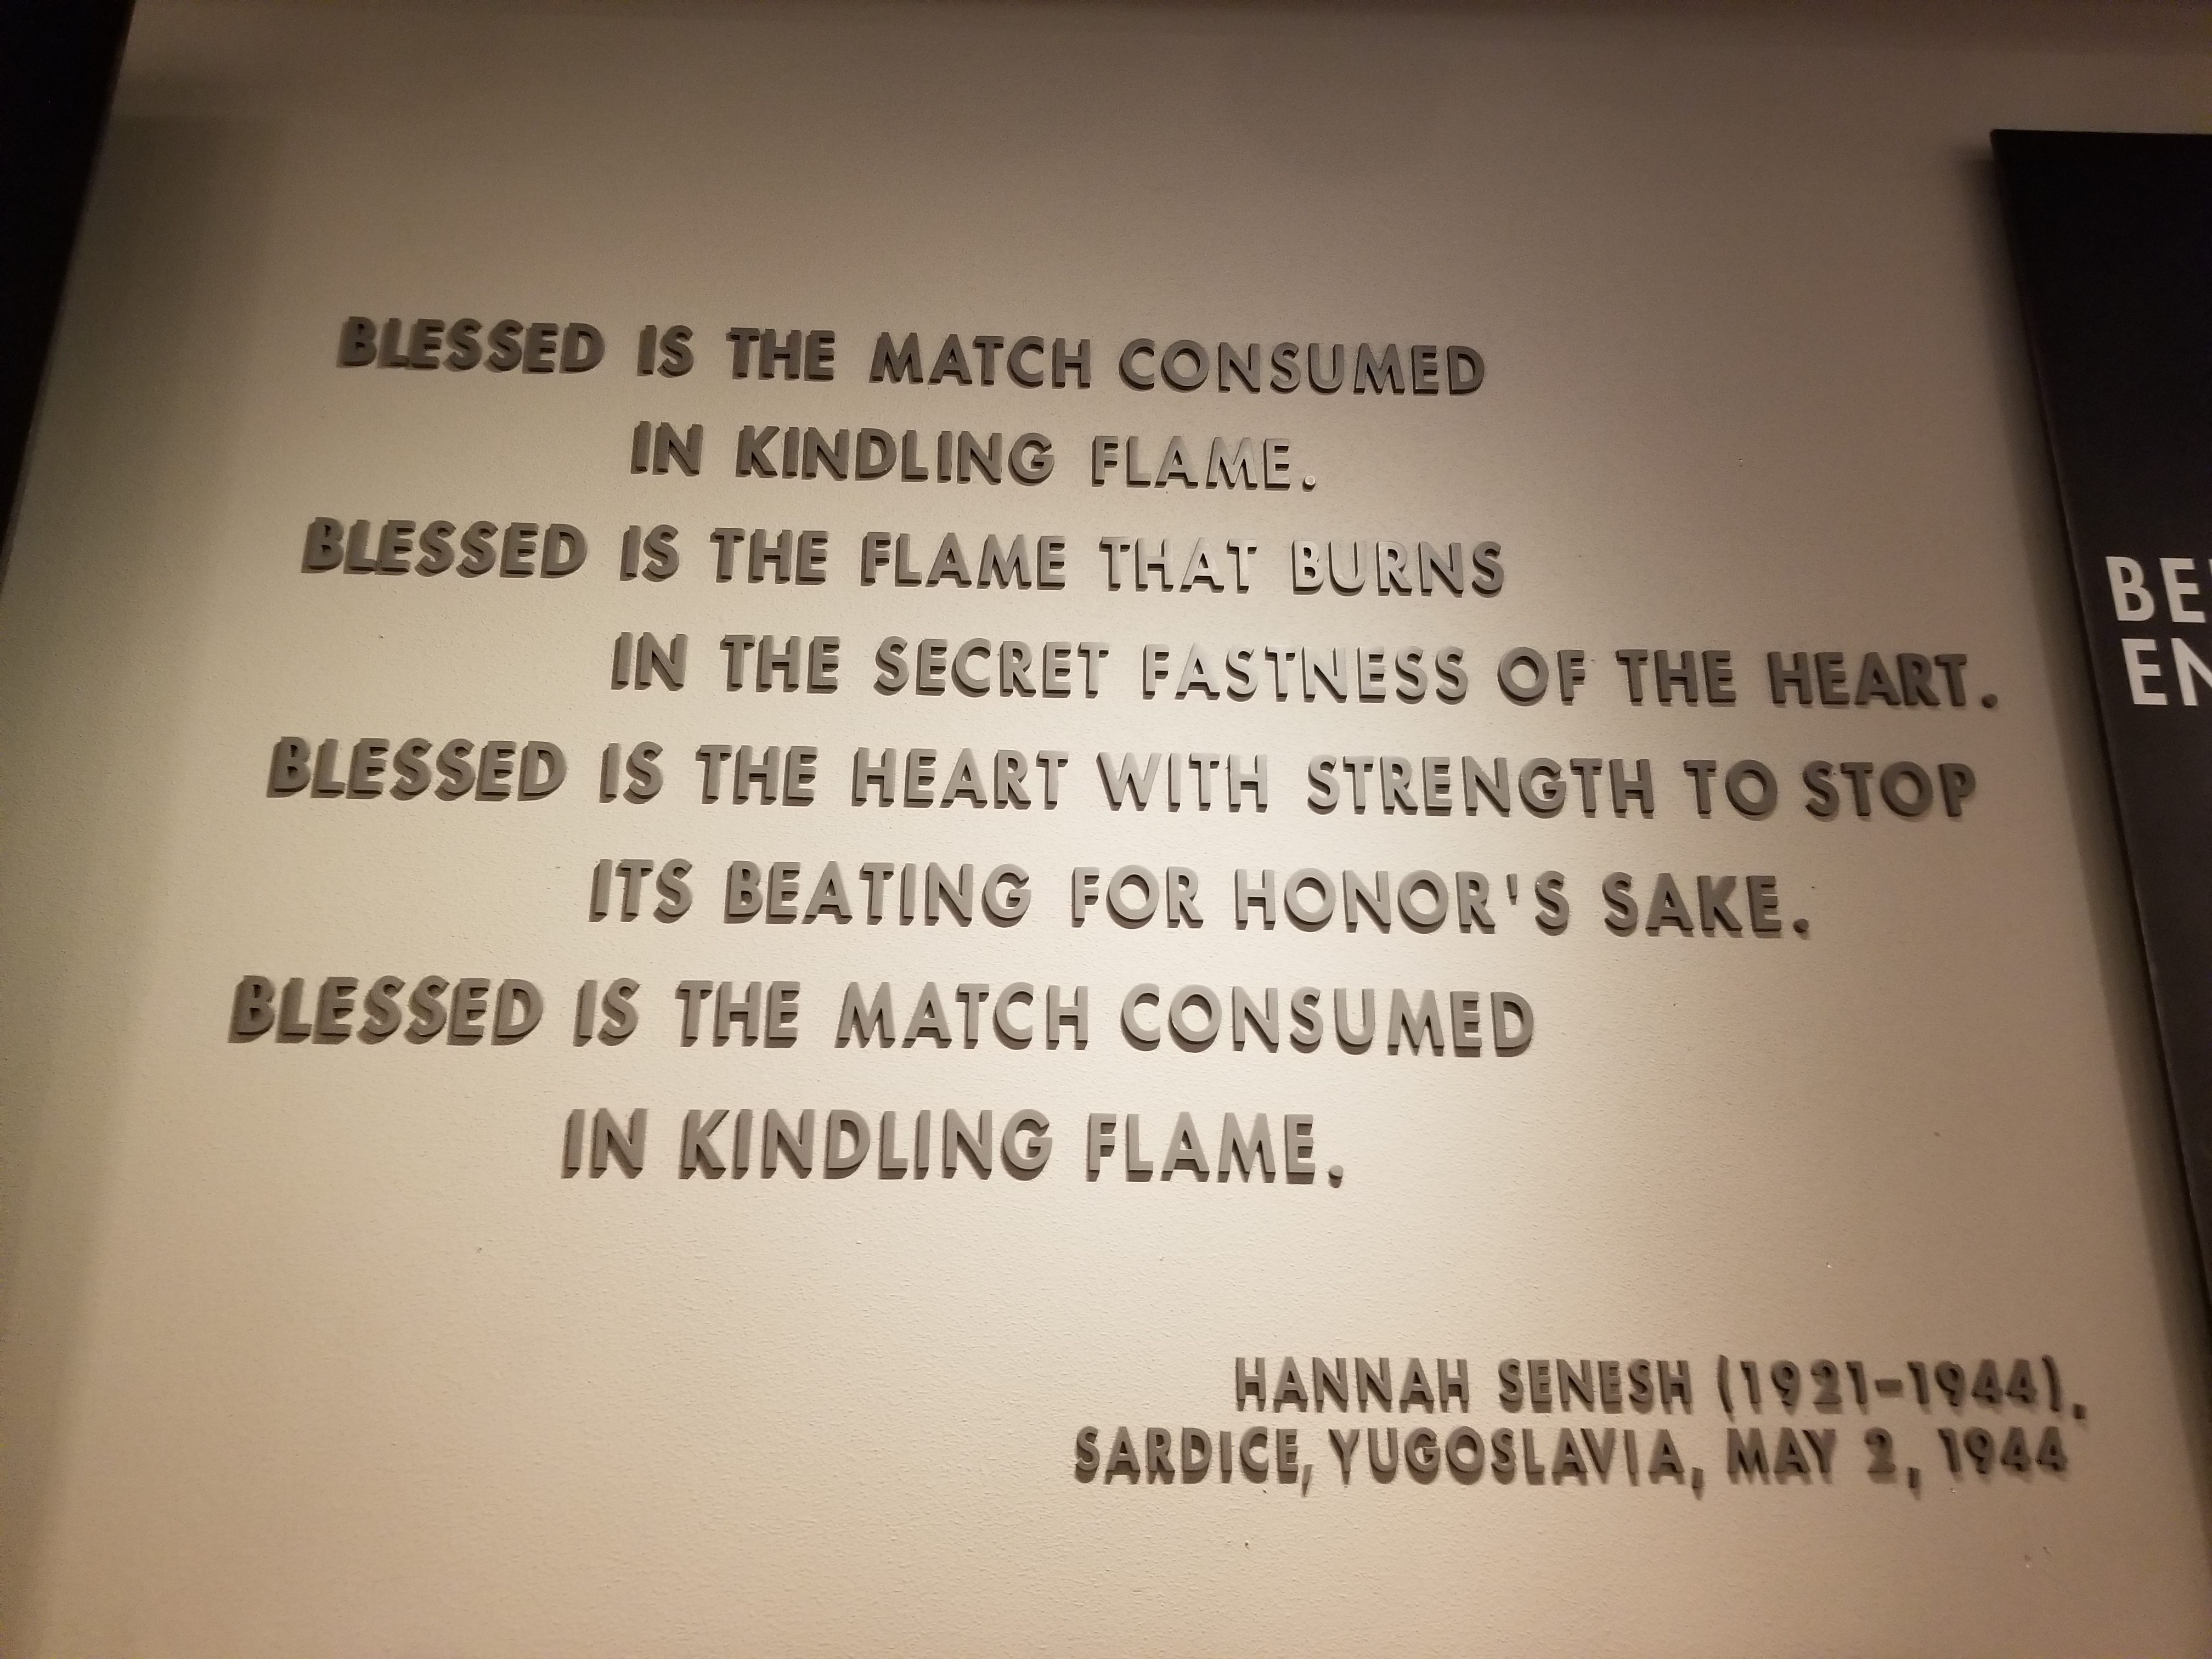 BLESSED IS THE MATCH CONSUMED
IN KINDLING FLAME.
BLESSED IS THE FLAME THAT BURNS
IN THE SECRET FASTNESS OF THE HEART.
BLESSED IS THE HEART WITH STRENGTH TO STOP
ITS BEATING FOR HONOR'S SAKE.
BLESSED IS THE MATCH CONSUMED
IN KINDLING FLAME.
HANNAH SENESH (1921-1944),
SARDICE, YUGOSLAVIA, MAY 2, 1944